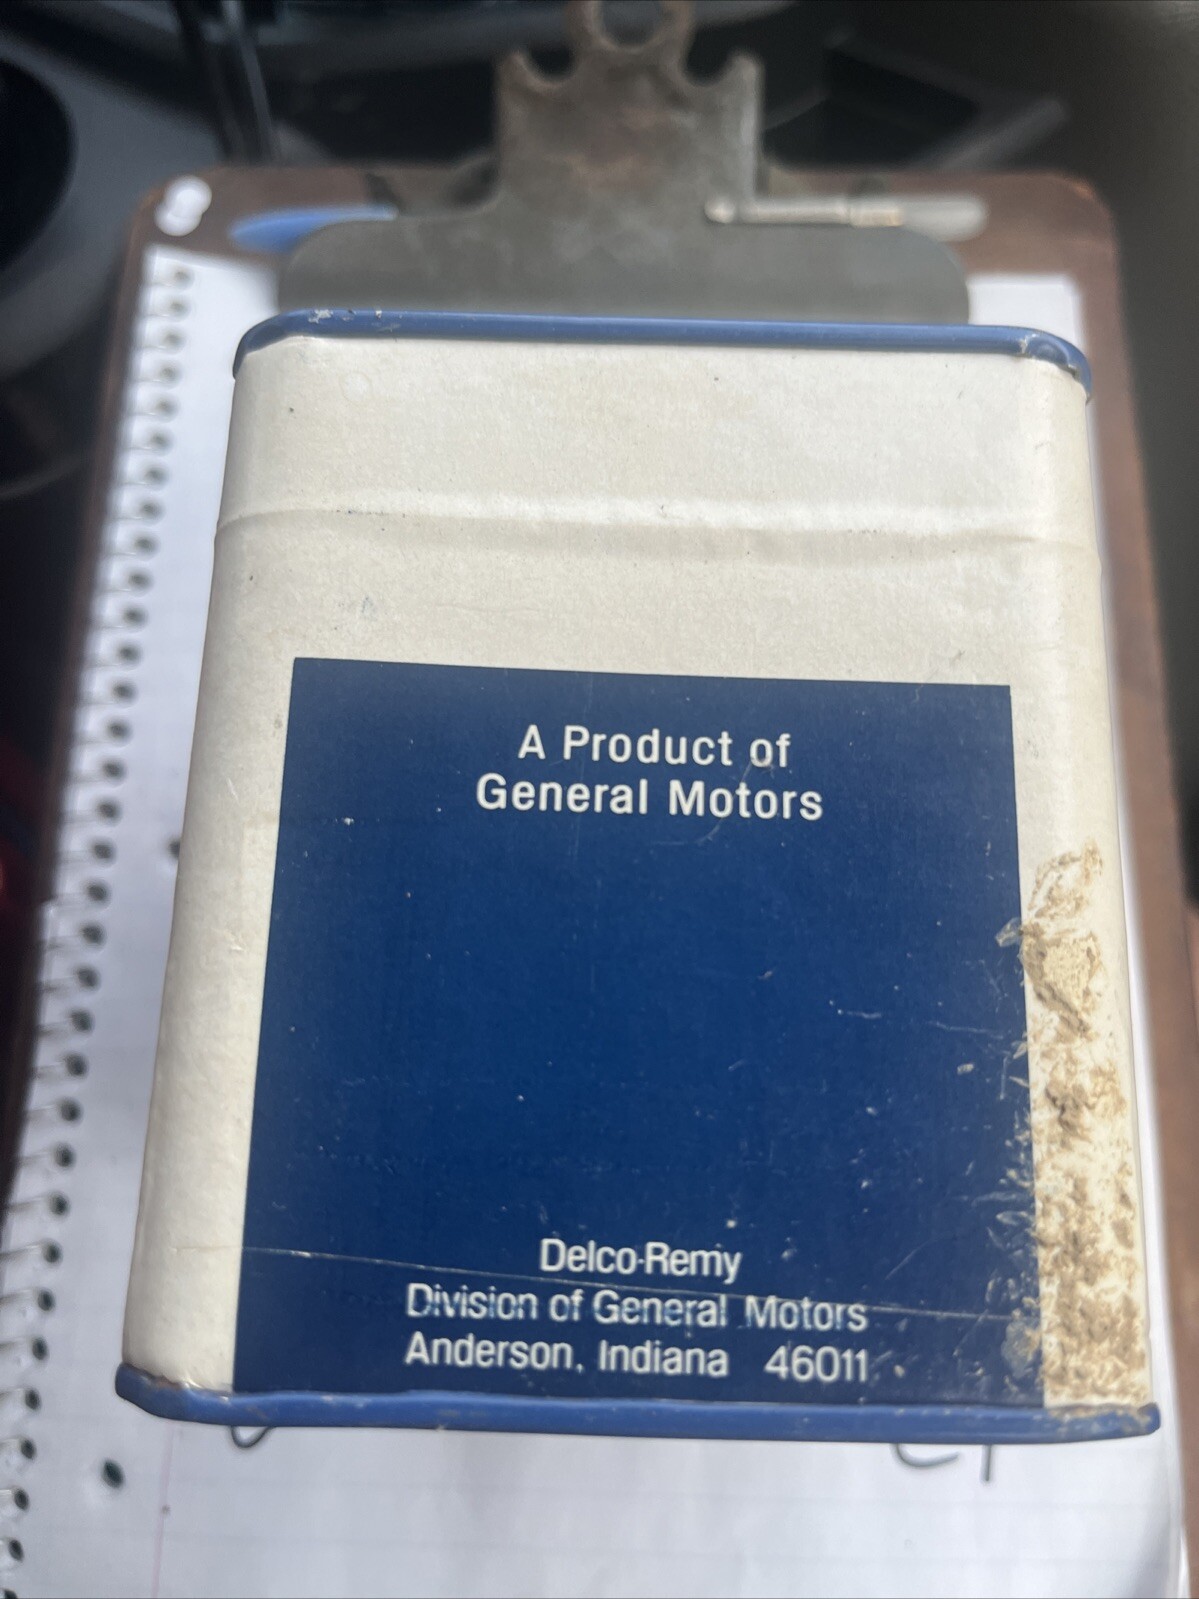 A Product of
General Motors
Delco-Remy
Division of General Motors
Anderson, Indiana 46011